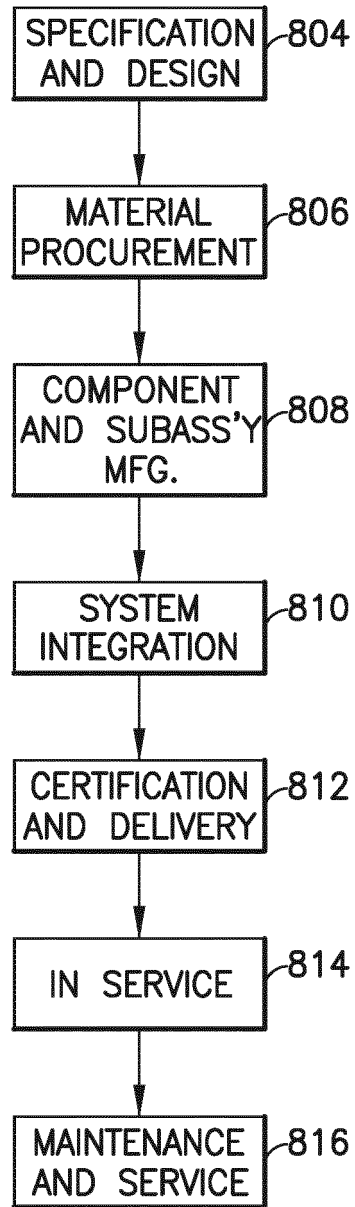 SPECIFICATION
AND DESIGN
804
MATERIAL
PROCUREMENT
806
COMPONENT
AND SUBASS'Y
MFG.
808
SYSTEM
INTEGRATION
810
CERTIFICATION
AND DELIVERY
812
IN SERVICE
814
MAINTENANCE
AND SERVICE
816